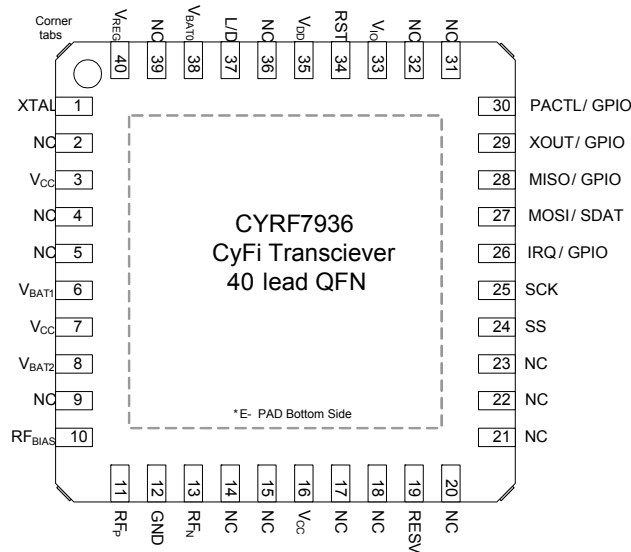 Corner
tabs
VREG NC VBAT0 L/D NC VDD RST VIO NC NC
40 39 38 37 36 35 34 33 32 31
XTAL 1
NC 2
VCC 3
NC 4
NC 5
VBAT1 6
VCC 7
VBAT2 8
NC 9
RFBIAS 10
CYRF7936
CyFi Transciever
40 lead QFN
*E- PAD Bottom Side
30 PACTL/ GPIO
29 XOUT/ GPIO
28 MISO/ GPIO
27 MOSI/ SDAT
26 IRQ/ GPIO
25 SCK
24 SS
23 NC
22 NC
21 NC
11 12 13 14 15 16 17 18 19 20
RFP GND RFN NC NC VCC NC NC RESV NC